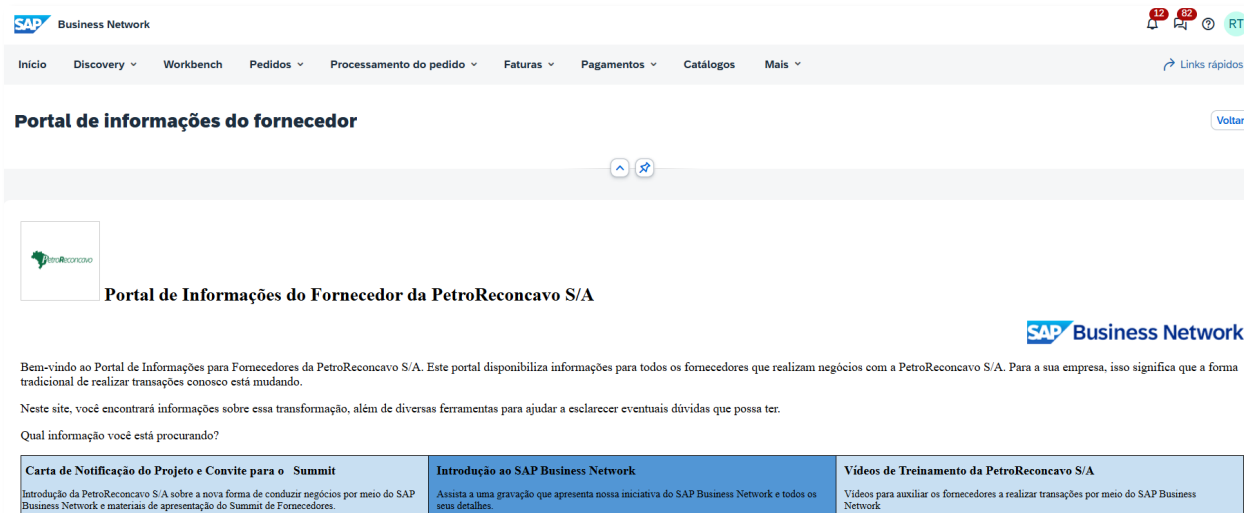 SAP Business Network
12 82 RT
Início Discovery Workbench Pedidos Processamento do pedido Faturas Pagamentos Catálogos Mais Links rápidos
Portal de informações do fornecedor
Voltar
PetroReconcavo
Portal de Informações do Fornecedor da PetroReconcavo S/A
SAP Business Network
Bem-vindo ao Portal de Informações para Fornecedores da PetroReconcavo S/A. Este portal disponibiliza informações para todos os fornecedores que realizam negócios com a PetroReconcavo S/A. Para a sua empresa, isso significa que a forma
tradicional de realizar transações conosco está mudando.
Neste site, você encontrará informações sobre essa transformação, além de diversas ferramentas para ajudar a esclarecer eventuais dúvidas que possa ter.
Qual informação você está procurando?
Carta de Notificação do Projeto e Convite para o Summit
Introdução da PetroReconcavo S/A sobre a nova forma de conduzir negócios por meio do SAP
Business Network e materiais de apresentação do Summit de Fornecedores.
Introdução ao SAP Business Network
Assista a uma gravação que apresenta nossa iniciativa do SAP Business Network e todos os
seus detalhes.
Vídeos de Treinamento da PetroReconcavo S/A
Vídeos para auxiliar os fornecedores a realizar transações por meio do SAP Business
Network